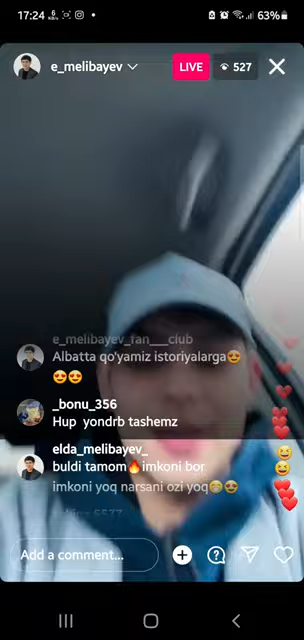 17:24
63%
e_melibayev
LIVE
527
e_melibayev_fan___club
Albatta qo'yamiz istoriyalarga😍
😍😍
_bonu_356
Hup yondrb tashemz
elda_melibayev_
buldi tamom🔥imkoni bor
imkoni yoq narsani ozi yoq😁😍
Add a comment...